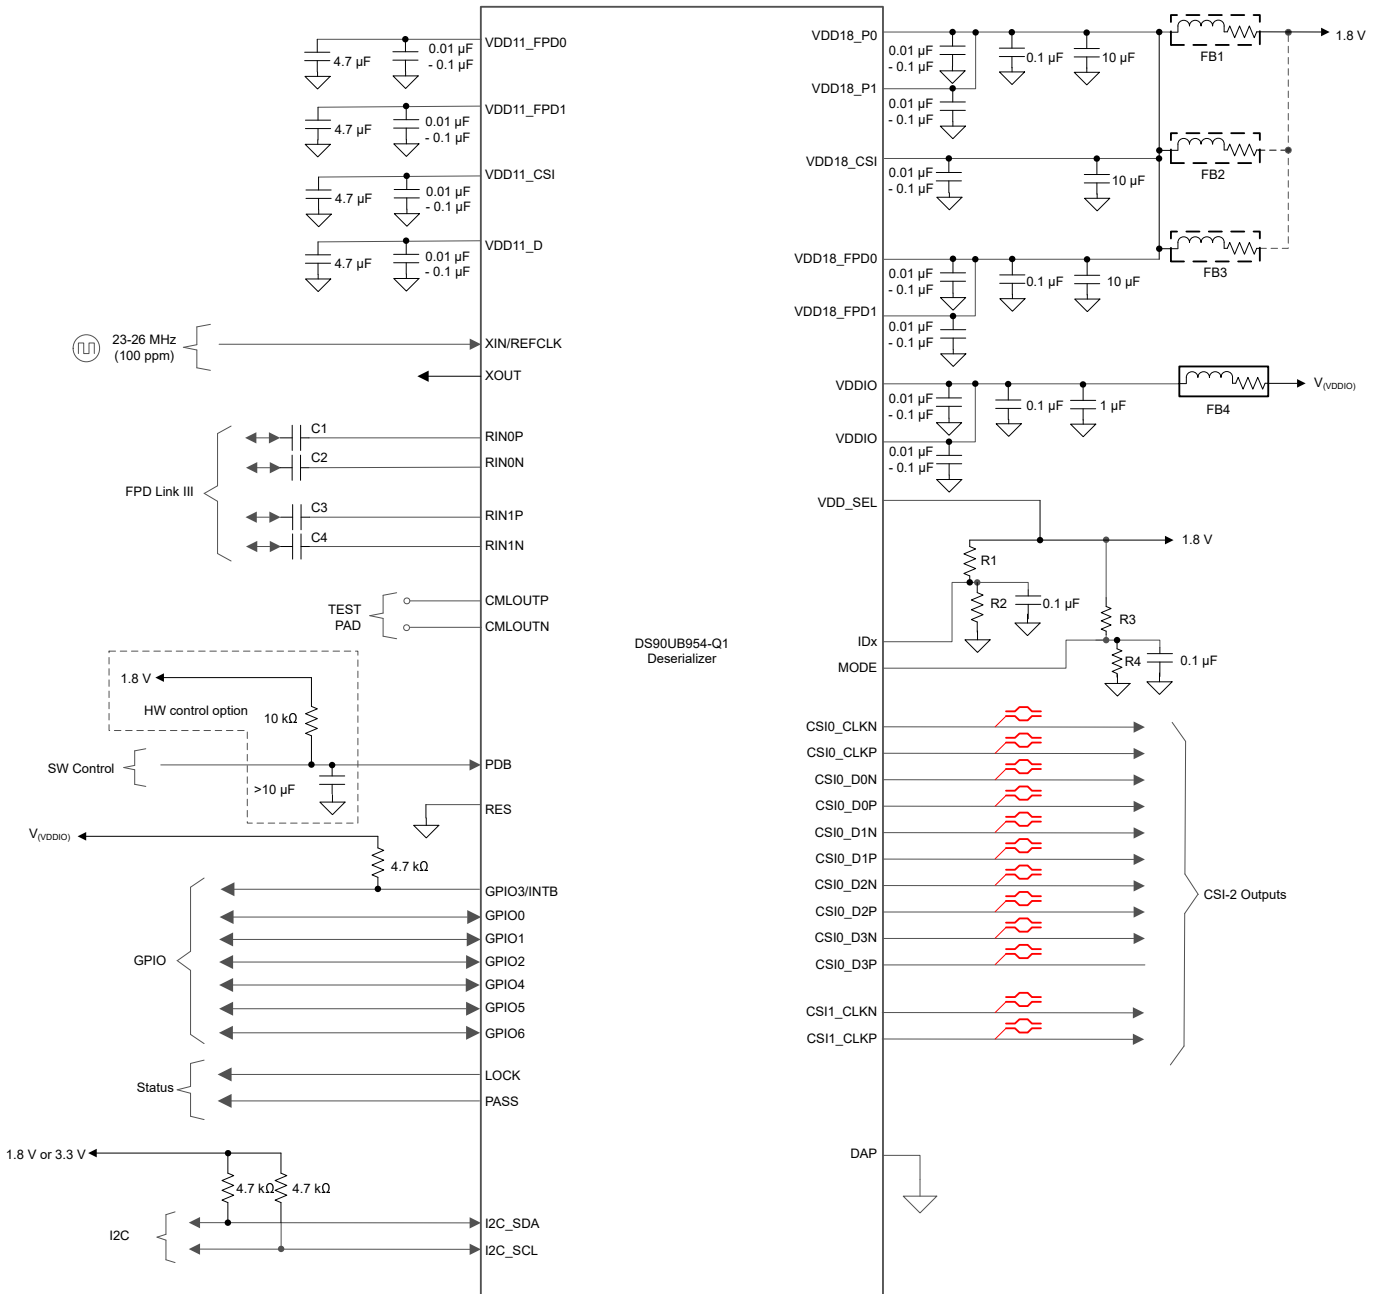 VDD11_FPD0
4.7 µF
0.01 µF
- 0.1 µF
VDD11_FPD1
4.7 µF
0.01 µF
- 0.1 µF
VDD11_CSI
4.7 µF
0.01 µF
- 0.1 µF
VDD11_D
4.7 µF
0.01 µF
- 0.1 µF
23-26 MHz
(100 ppm)
XIN/REFCLK
XOUT
FPD Link III
C1
RIN0P
C2
RIN0N
C3
RIN1P
C4
RIN1N
TEST
PAD
CMLOUTP
CMLOUTN
1.8 V
HW control option
10 kΩ
SW Control
PDB
>10 µF
RES
V(VDDIO)
4.7 kΩ
GPIO
GPIO3/INTB
GPIO0
GPIO1
GPIO2
GPIO4
GPIO5
GPIO6
Status
LOCK
PASS
1.8 V or 3.3 V
4.7 kΩ
4.7 kΩ
I2C
I2C_SDA
I2C_SCL
DS90UB954-Q1
Deserializer
VDD18_P0
0.01 µF
- 0.1 µF
0.1 µF
10 µF
FB1
1.8 V
VDD18_P1
0.01 µF
- 0.1 µF
VDD18_CSI
0.01 µF
- 0.1 µF
10 µF
FB2
VDD18_FPD0
0.01 µF
- 0.1 µF
0.1 µF
10 µF
FB3
VDD18_FPD1
0.01 µF
- 0.1 µF
VDDIO
0.01 µF
- 0.1 µF
0.1 µF
1 µF
FB4
V(VDDIO)
VDDIO
0.01 µF
- 0.1 µF
VDD_SEL
1.8 V
R1
R2
0.1 µF
IDx
R3
MODE
R4
0.1 µF
CSI0_CLKN
CSI0_CLKP
CSI0_D0N
CSI0_D0P
CSI0_D1N
CSI0_D1P
CSI0_D2N
CSI0_D2P
CSI0_D3N
CSI0_D3P
CSI1_CLKN
CSI1_CLKP
CSI-2 Outputs
DAP